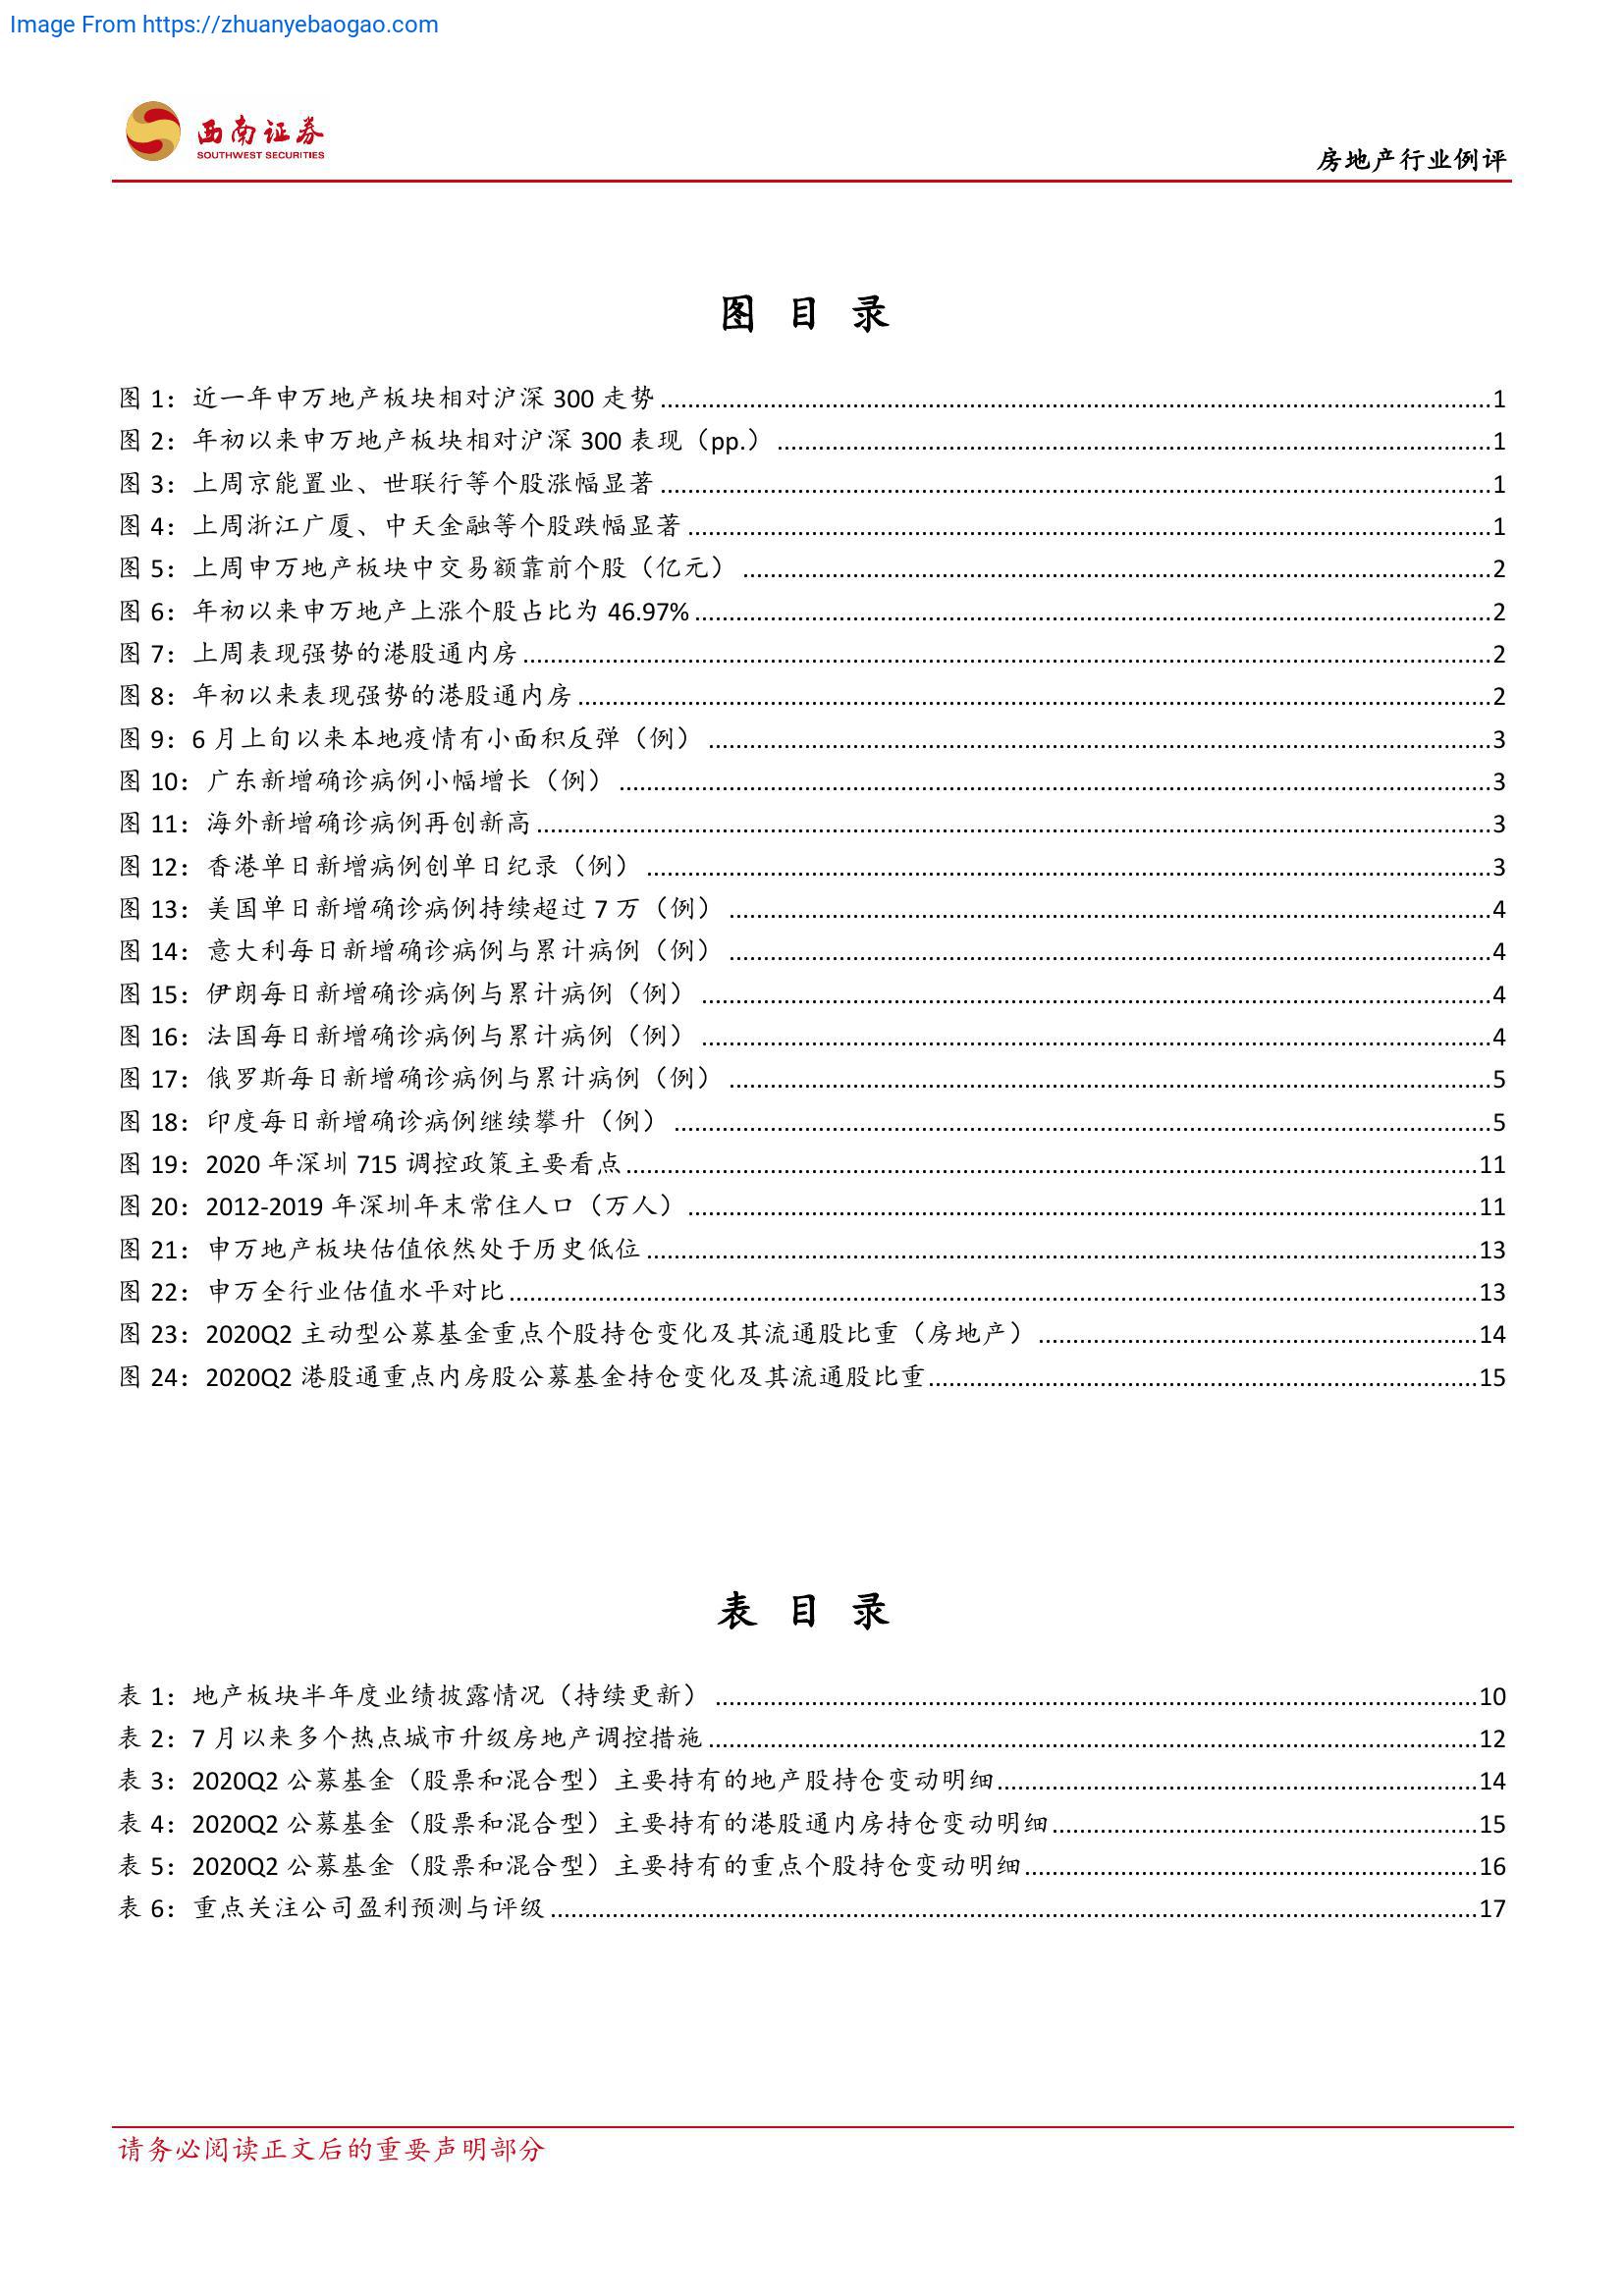 Image From https://zhuanyebaogao.com
西南证券
SOUTHWEST SECURITIES
房地产行业例评
图 目 录
图 1：近一年申万地产板块相对沪深 300 走势........1
图 2：年初以来申万地产板块相对沪深 300 表现（pp.）........1
图 3：上周京能置业、世联行等个股涨幅显著........1
图 4：上周浙江广厦、中天金融等个股跌幅显著........1
图 5：上周申万地产板块中交易额靠前个股（亿元）........2
图 6：年初以来申万地产上涨个股占比为 46.97%........2
图 7：上周表现强势的港股通内房........2
图 8：年初以来表现强势的港股通内房........2
图 9：6 月上旬以来本地疫情有小面积反弹（例）........3
图 10：广东新增确诊病例小幅增长（例）........3
图 11：海外新增确诊病例再创新高........3
图 12：香港单日新增病例创单日纪录（例）........3
图 13：美国单日新增确诊病例持续超过 7 万（例）........4
图 14：意大利每日新增确诊病例与累计病例（例）........4
图 15：伊朗每日新增确诊病例与累计病例（例）........4
图 16：法国每日新增确诊病例与累计病例（例）........4
图 17：俄罗斯每日新增确诊病例与累计病例（例）........5
图 18：印度每日新增确诊病例继续攀升（例）........5
图 19：2020 年深圳 715 调控政策主要看点........11
图 20：2012-2019 年深圳年末常住人口（万人）........11
图 21：申万地产板块估值依然处于历史低位........13
图 22：申万全行业估值水平对比........13
图 23：2020Q2 主动型公募基金重点个股持仓变化及其流通股比重（房地产）........14
图 24：2020Q2 港股通重点内房股公募基金持仓变化及其流通股比重........15
表 目 录
表 1：地产板块半年度业绩披露情况（持续更新）........10
表 2：7 月以来多个热点城市升级房地产调控措施........12
表 3：2020Q2 公募基金（股票和混合型）主要持有的地产股持仓变动明细........14
表 4：2020Q2 公募基金（股票和混合型）主要持有的港股通内房持仓变动明细........15
表 5：2020Q2 公募基金（股票和混合型）主要持有的重点个股持仓变动明细........16
表 6：重点关注公司盈利预测与评级........17
请务必阅读正文后的重要声明部分